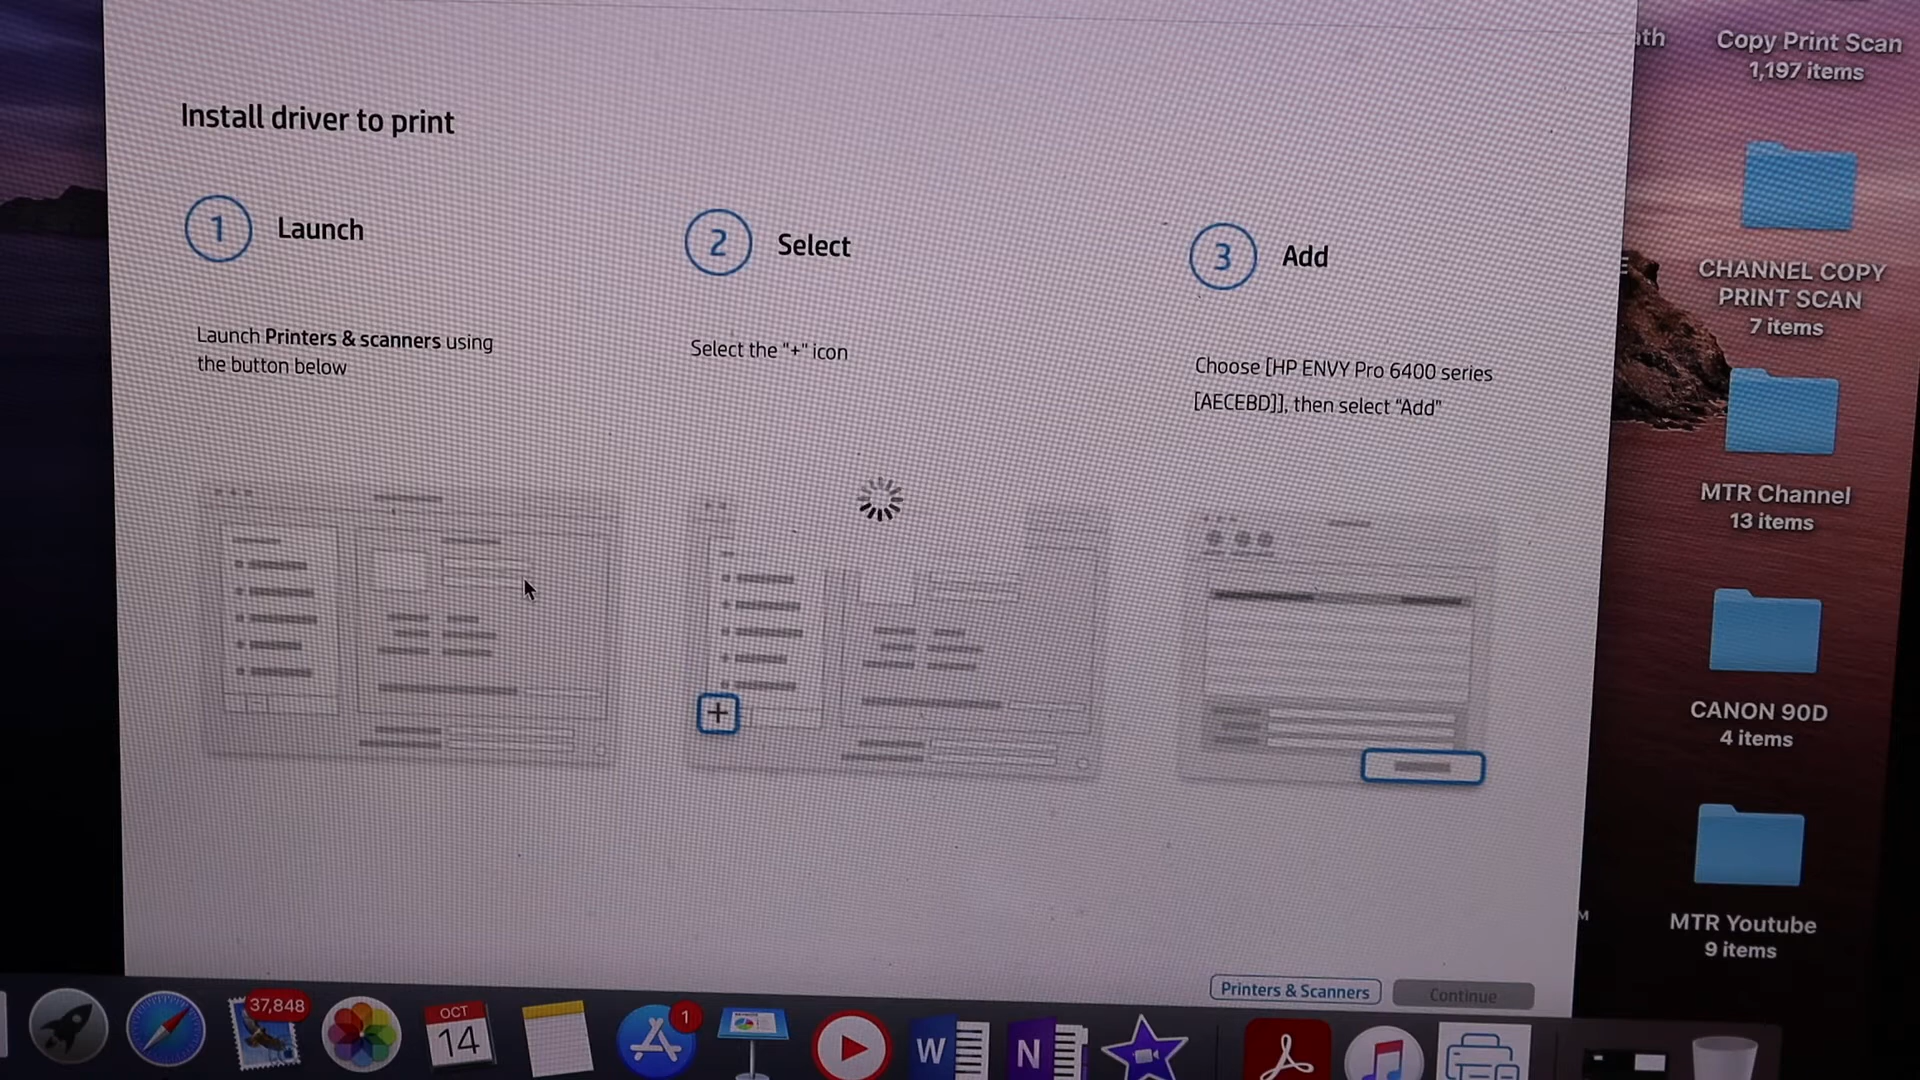 Install driver to print
1 Launch
Launch Printers & scanners using
the button below
2 Select
Select the "+" icon
3 Add
Choose [HP ENVY Pro 6400 series
[AECEBD]], then select "Add"
+
Printers & Scanners
Continue
Copy Print Scan
1,197 items
CHANNEL COPY
PRINT SCAN
7 items
MTR Channel
13 items
CANON 90D
4 items
MTR Youtube
9 items
37,848
OCT
14
1
W
N